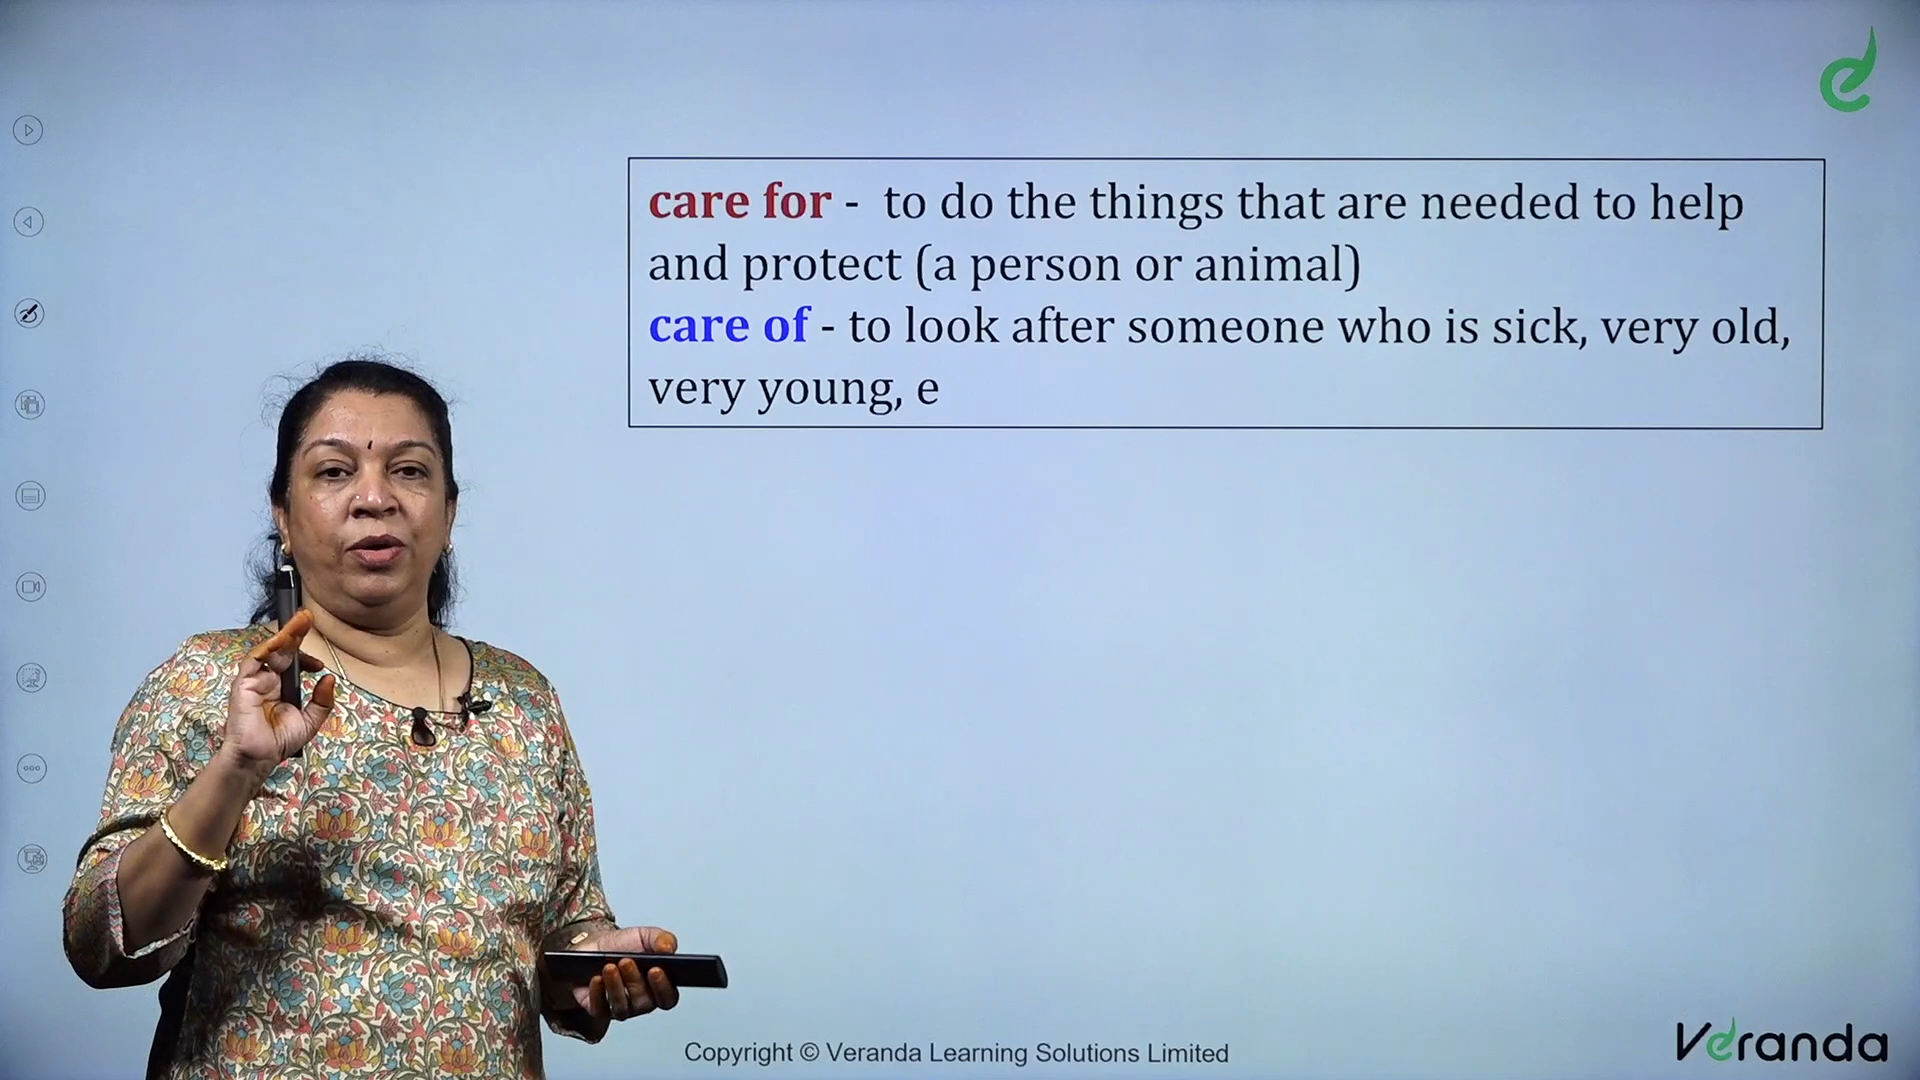 care for - to do the things that are needed to help
and protect (a person or animal)
care of - to look after someone who is sick, very old,
very young, e
Copyright © Veranda Learning Solutions Limited
Veranda